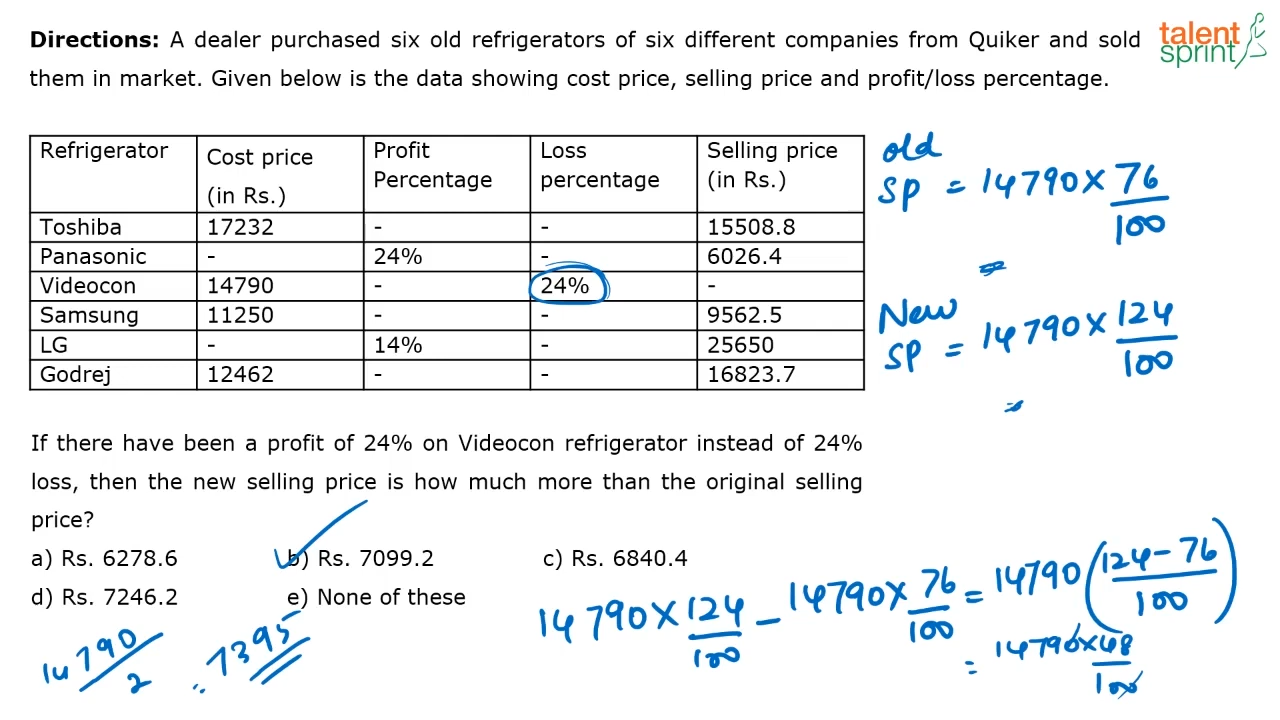 Directions: A dealer purchased six old refrigerators of six different companies from Quiker and sold
them in market. Given below is the data showing cost price, selling price and profit/loss percentage.
talent
sprint
Refrigerator Cost price (in Rs.) Profit Percentage Loss percentage Selling price (in Rs.)
Toshiba 17232 - - 15508.8
Panasonic - 24% - 6026.4
Videocon 14790 - 24% -
Samsung 11250 - - 9562.5
LG - 14% - 25650
Godrej 12462 - - 16823.7
old
SP = 14790 × 76/100
=
New
SP = 14790 × 124/100
=
If there have been a profit of 24% on Videocon refrigerator instead of 24%
loss, then the new selling price is how much more than the original selling
price?
a) Rs. 6278.6 b) Rs. 7099.2 c) Rs. 6840.4
d) Rs. 7246.2 e) None of these
14790 × 124/100 - 14790 × 76/100 = 14790 (124-76/100)
= 14790 × 48/100
14790/2 = 7395